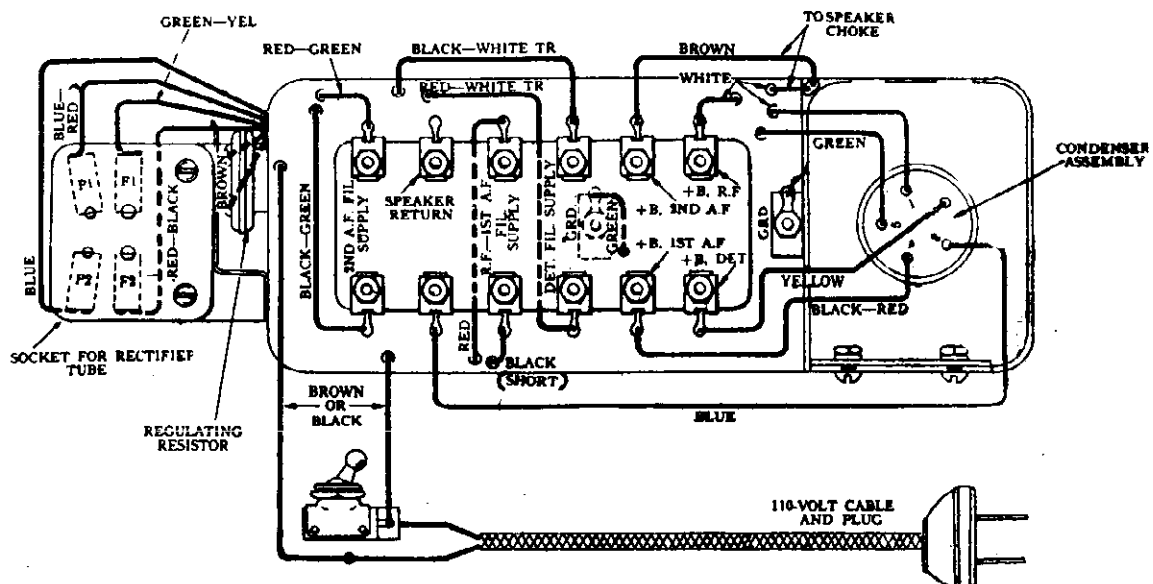 GREEN—YEL
TO SPEAKER
CHOKE
RED—GREEN
BLACK—WHITE TR
BROWN
RED—WHITE TR
WHITE
BLUE—
RED
GREEN
CONDENSER
ASSEMBLY
BROWN
F1
F1
RED—BLACK
SPEAKER
RETURN
+B. R.F
+B. 2ND A.F
2ND A.F. FIL
SUPPLY
R.F.—1ST A.F
FIL
SUPPLY
DET. FIL SUPPLY
GRD
C
GREEN
GRD
BLACK—GREEN
BLUE
P2
+B. 1ST A.F
+B. DET
YELLOW
BLACK—RED
RED
SOCKET FOR RECTIFIER
TUBE
BLACK
(SHORT)
BROWN
OR
BLACK
BLUE
REGULATING
RESISTOR
110-VOLT CABLE
AND PLUG